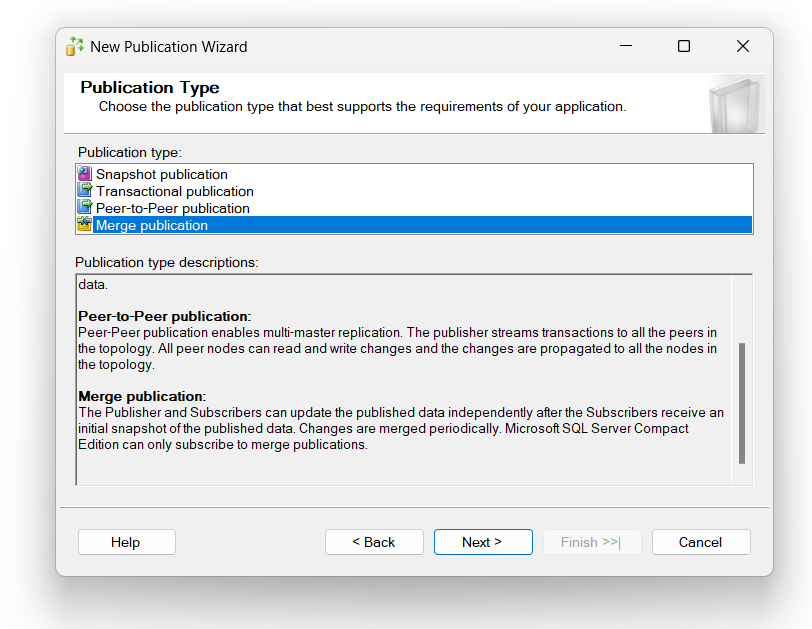 New Publication Wizard
Publication Type
Choose the publication type that best supports the requirements of your application.
Publication type:
Snapshot publication
Transactional publication
Peer-to-Peer publication
Merge publication
Publication type descriptions:
data.
Peer-to-Peer publication:
Peer-Peer publication enables multi-master replication. The publisher streams transactions to all the peers in
the topology. All peer nodes can read and write changes and the changes are propagated to all the nodes in
the topology.
Merge publication:
The Publisher and Subscribers can update the published data independently after the Subscribers receive an
initial snapshot of the published data. Changes are merged periodically. Microsoft SQL Server Compact
Edition can only subscribe to merge publications.
Help
< Back
Next >
Finish >>|
Cancel